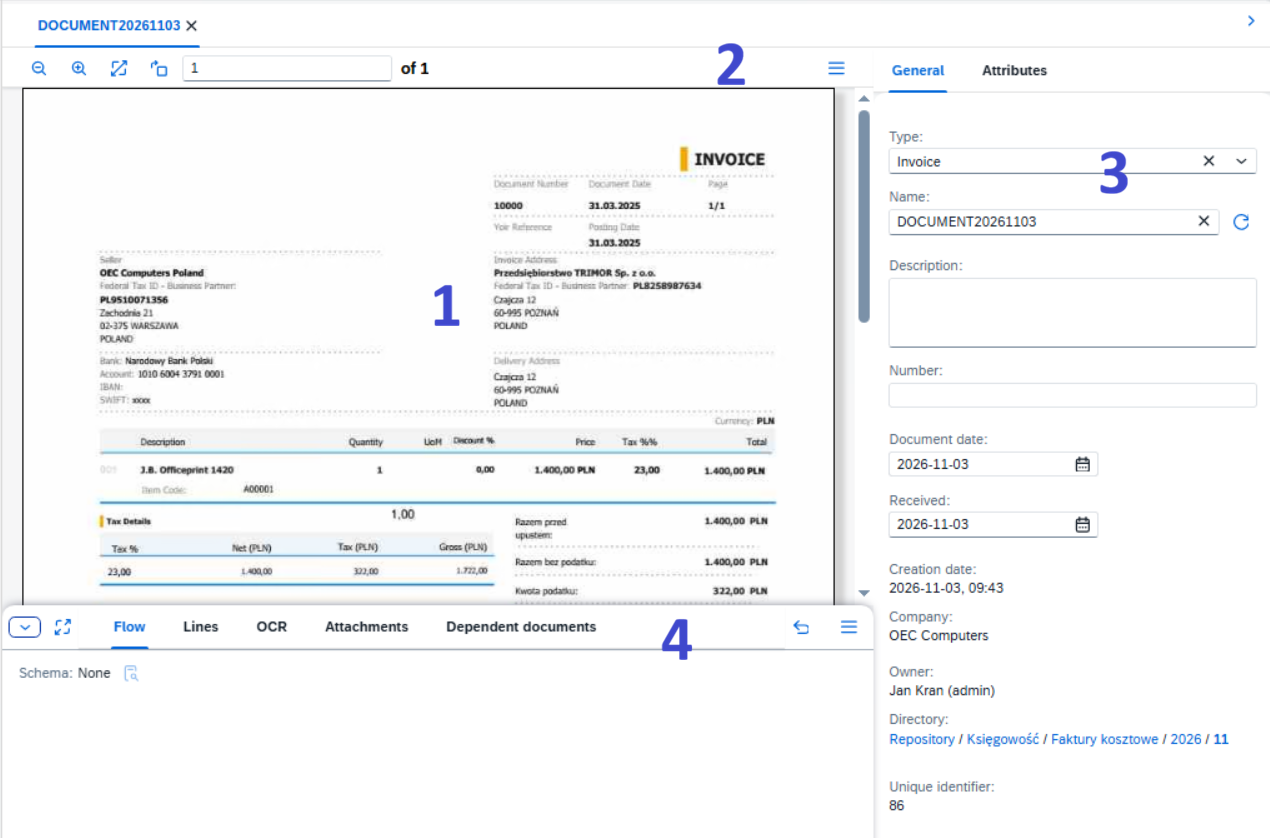 DOCUMENT20261103
1 of 1
2
General Attributes
INVOICE
Document Number Document Date Page
10000 31.03.2025 1/1
Yoir Reference Posting Date
31.03.2025
Seller
OEC Computers Poland
Federal Tax ID - Business Partner:
PL9510071356
Zachodnia 21
02-375 WARSZAWA
POLAND
Invoice Address
Przedsiębiorstwo TRIMOR Sp. z o.o.
Federal Tax ID - Business Partner: PL8258987634
Czajcza 12
60-995 POZNAŃ
POLAND
1
Bank: Narodowy Bank Polski
Account: 1010 6004 3791 0001
IBAN:
SWIFT: xxxx
Delivery Address
Czajcza 12
60-995 POZNAŃ
POLAND
Currency: PLN
Description Quantity UoM Discount % Price Tax %% Total
001 J.B. Officeprint 1420 1 0,00 1.400,00 PLN 23,00 1.400,00 PLN
Item Code: A00001
Tax Details 1,00
Tax % Net (PLN) Tax (PLN) Gross (PLN)
23,00 1.400,00 322,00 1.722,00
Razem przed
upustem: 1.400,00 PLN
Razem bez podatku: 1.400,00 PLN
Kwota podatku: 322,00 PLN
Type:
Invoice
3
Name:
DOCUMENT20261103
Description:
Number:
Document date:
2026-11-03
Received:
2026-11-03
Creation date:
2026-11-03, 09:43
Company:
OEC Computers
Owner:
Jan Kran (admin)
Directory:
Repository / Księgowość / Faktury kosztowe / 2026 / 11
Unique identifier:
86
Flow Lines OCR Attachments Dependent documents
4
Schema: None